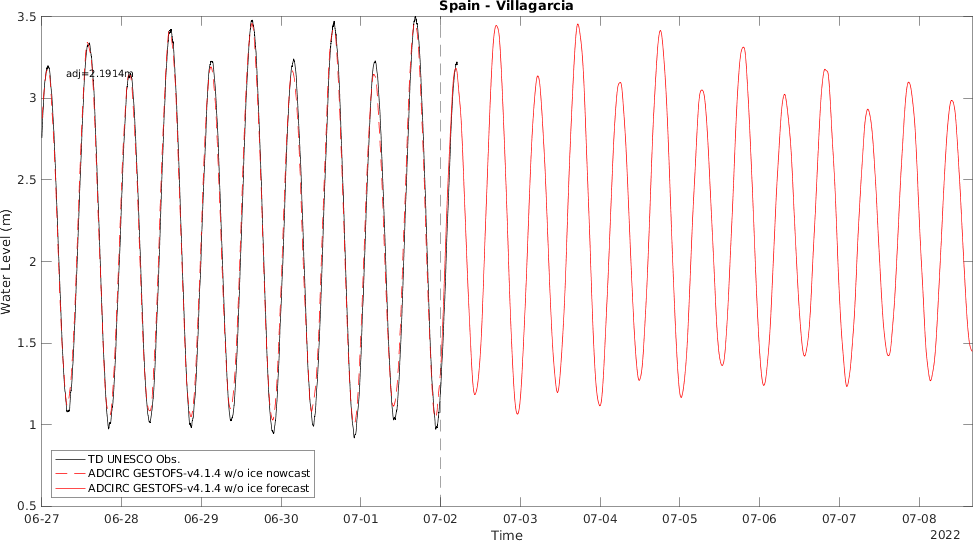 Spain - Villagarcia
3.5
adj=2.1914m
3
2.5
2
1.5
1
0.5
Water Level (m)
TD UNESCO Obs.
ADCIRC GESTOFS-v4.1.4 w/o ice nowcast
ADCIRC GESTOFS-v4.1.4 w/o ice forecast
06-27 06-28 06-29 06-30 07-01 07-02 07-03 07-04 07-05 07-06 07-07 07-08
Time
2022